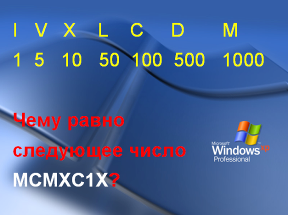 I V X L C D M
1 5 10 50 100 500 1000
Чему равно
следующее число
MCMXC1X?
Microsoft
Windows xp
Professional